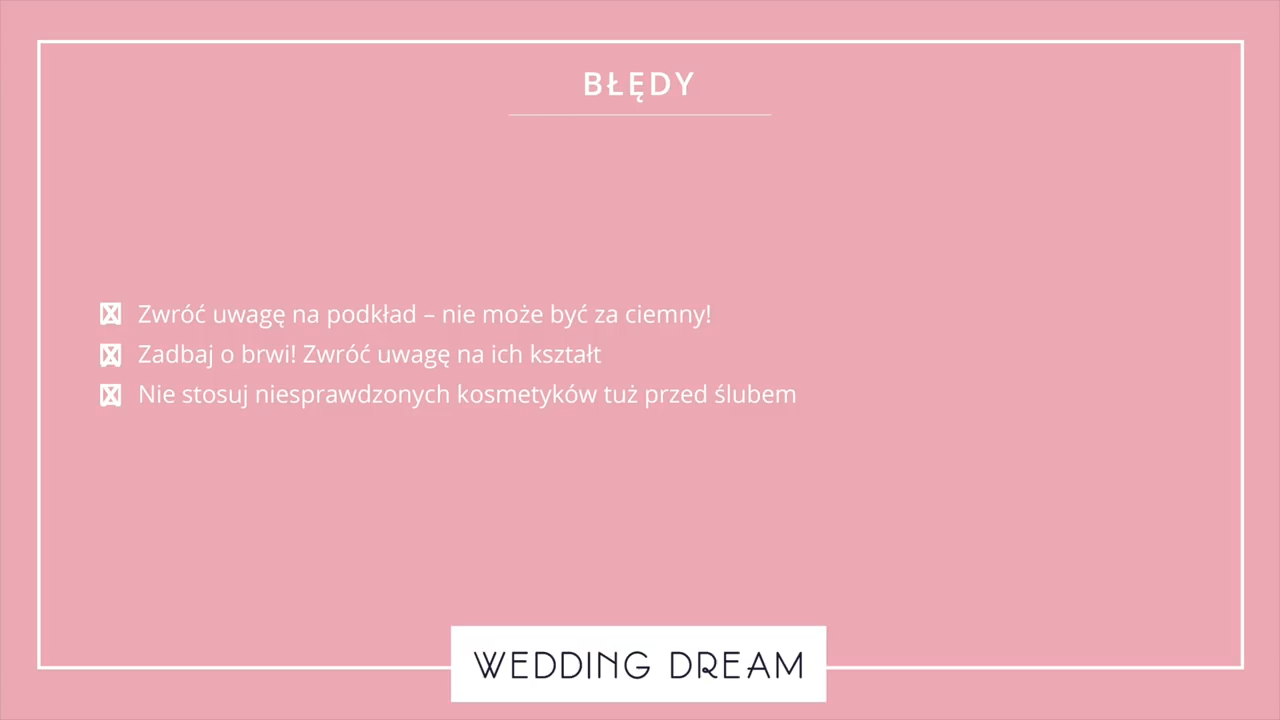 BŁĘDY
Zwróć uwagę na podkład – nie może być za ciemny!
Zadbaj o brwi! Zwróć uwagę na ich kształt
Nie stosuj niesprawdzonych kosmetyków tuż przed ślubem
WEDDING DREAM